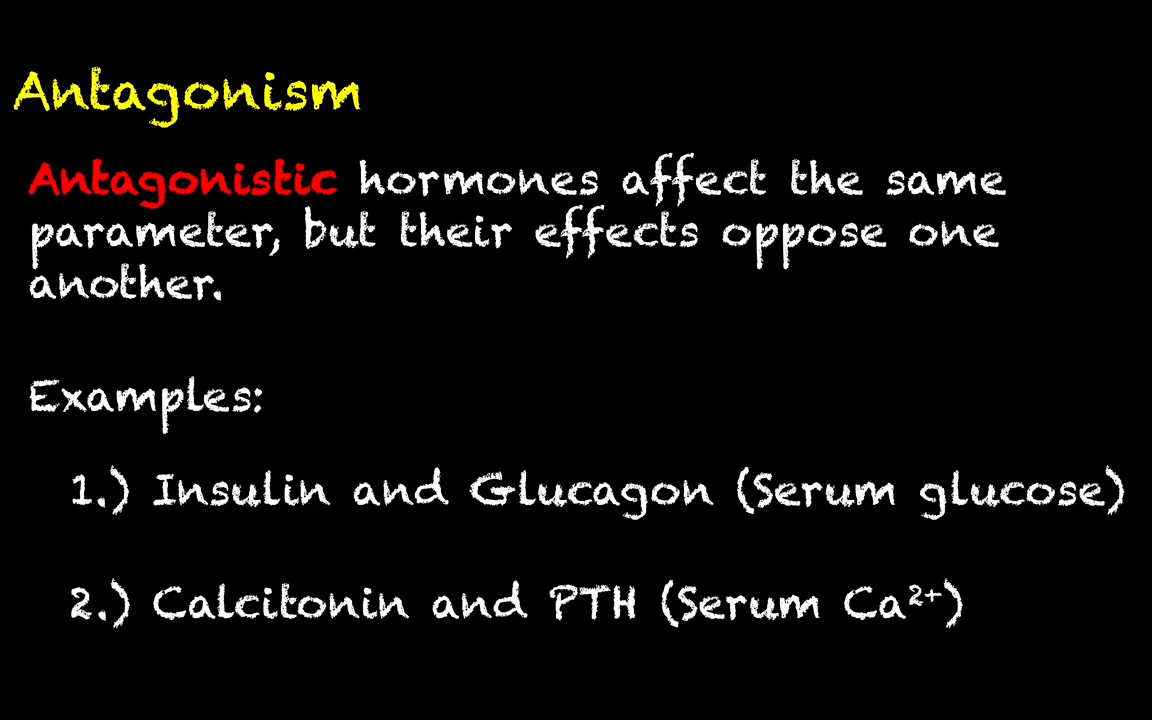 Antagonism
Antagonistic hormones affect the same
parameter, but their effects oppose one
another.
Examples:
1.) Insulin and Glucagon (Serum glucose)
2.) Calcitonin and PTH (Serum Ca²⁺)